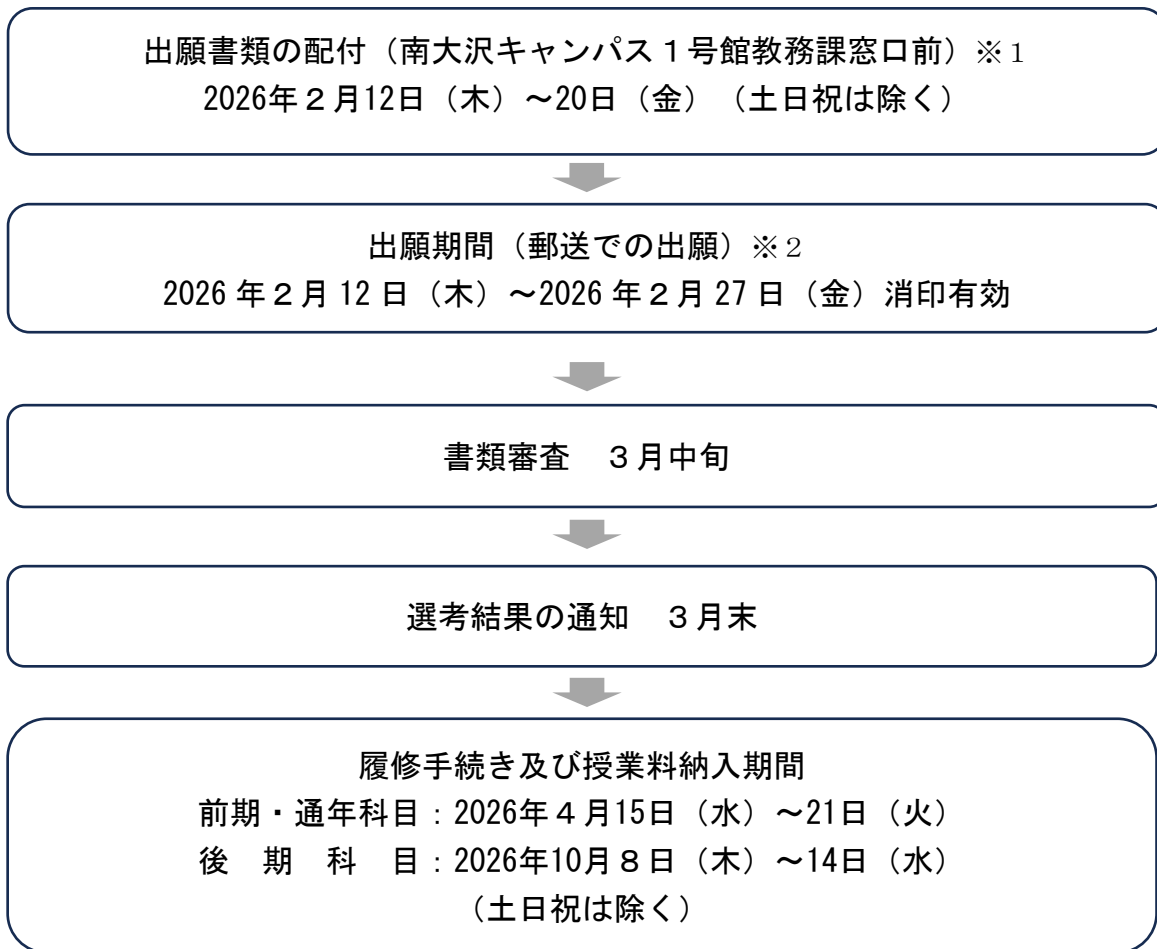 出願書類の配付（南大沢キャンパス１号館教務課窓口前）※１
2026年２月12日（木）～20日（金）（土日祝は除く）
出願期間（郵送での出願）※２
2026 年２月 12 日（木）～2026 年２月 27 日（金）消印有効
書類審査　３月中旬
選考結果の通知　３月末
履修手続き及び授業料納入期間
前期・通年科目：2026年４月15日（水）～21日（火）
後　期　科　目：2026年10月８日（木）～14日（水）
（土日祝は除く）